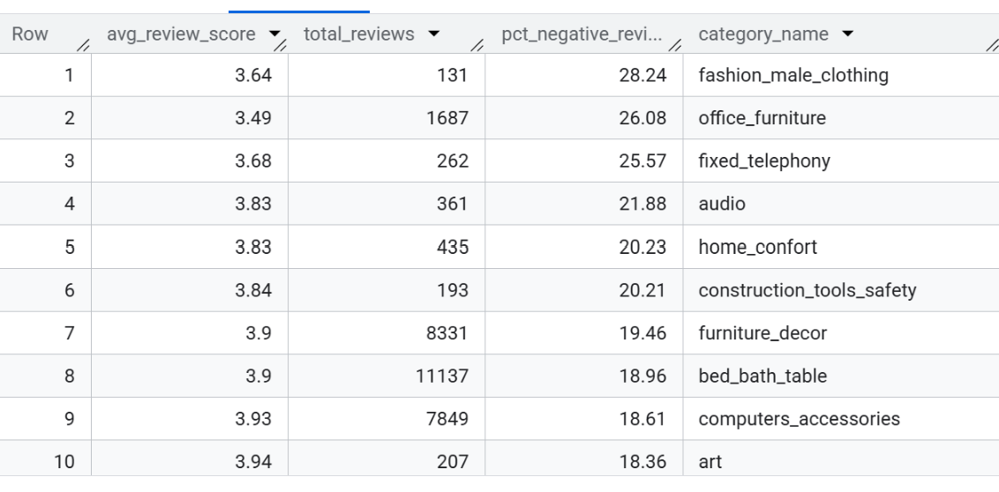 Row avg_review_score total_reviews pct_negative_revi... category_name
1 3.64 131 28.24 fashion_male_clothing
2 3.49 1687 26.08 office_furniture
3 3.68 262 25.57 fixed_telephony
4 3.83 361 21.88 audio
5 3.83 435 20.23 home_confort
6 3.84 193 20.21 construction_tools_safety
7 3.9 8331 19.46 furniture_decor
8 3.9 11137 18.96 bed_bath_table
9 3.93 7849 18.61 computers_accessories
10 3.94 207 18.36 art